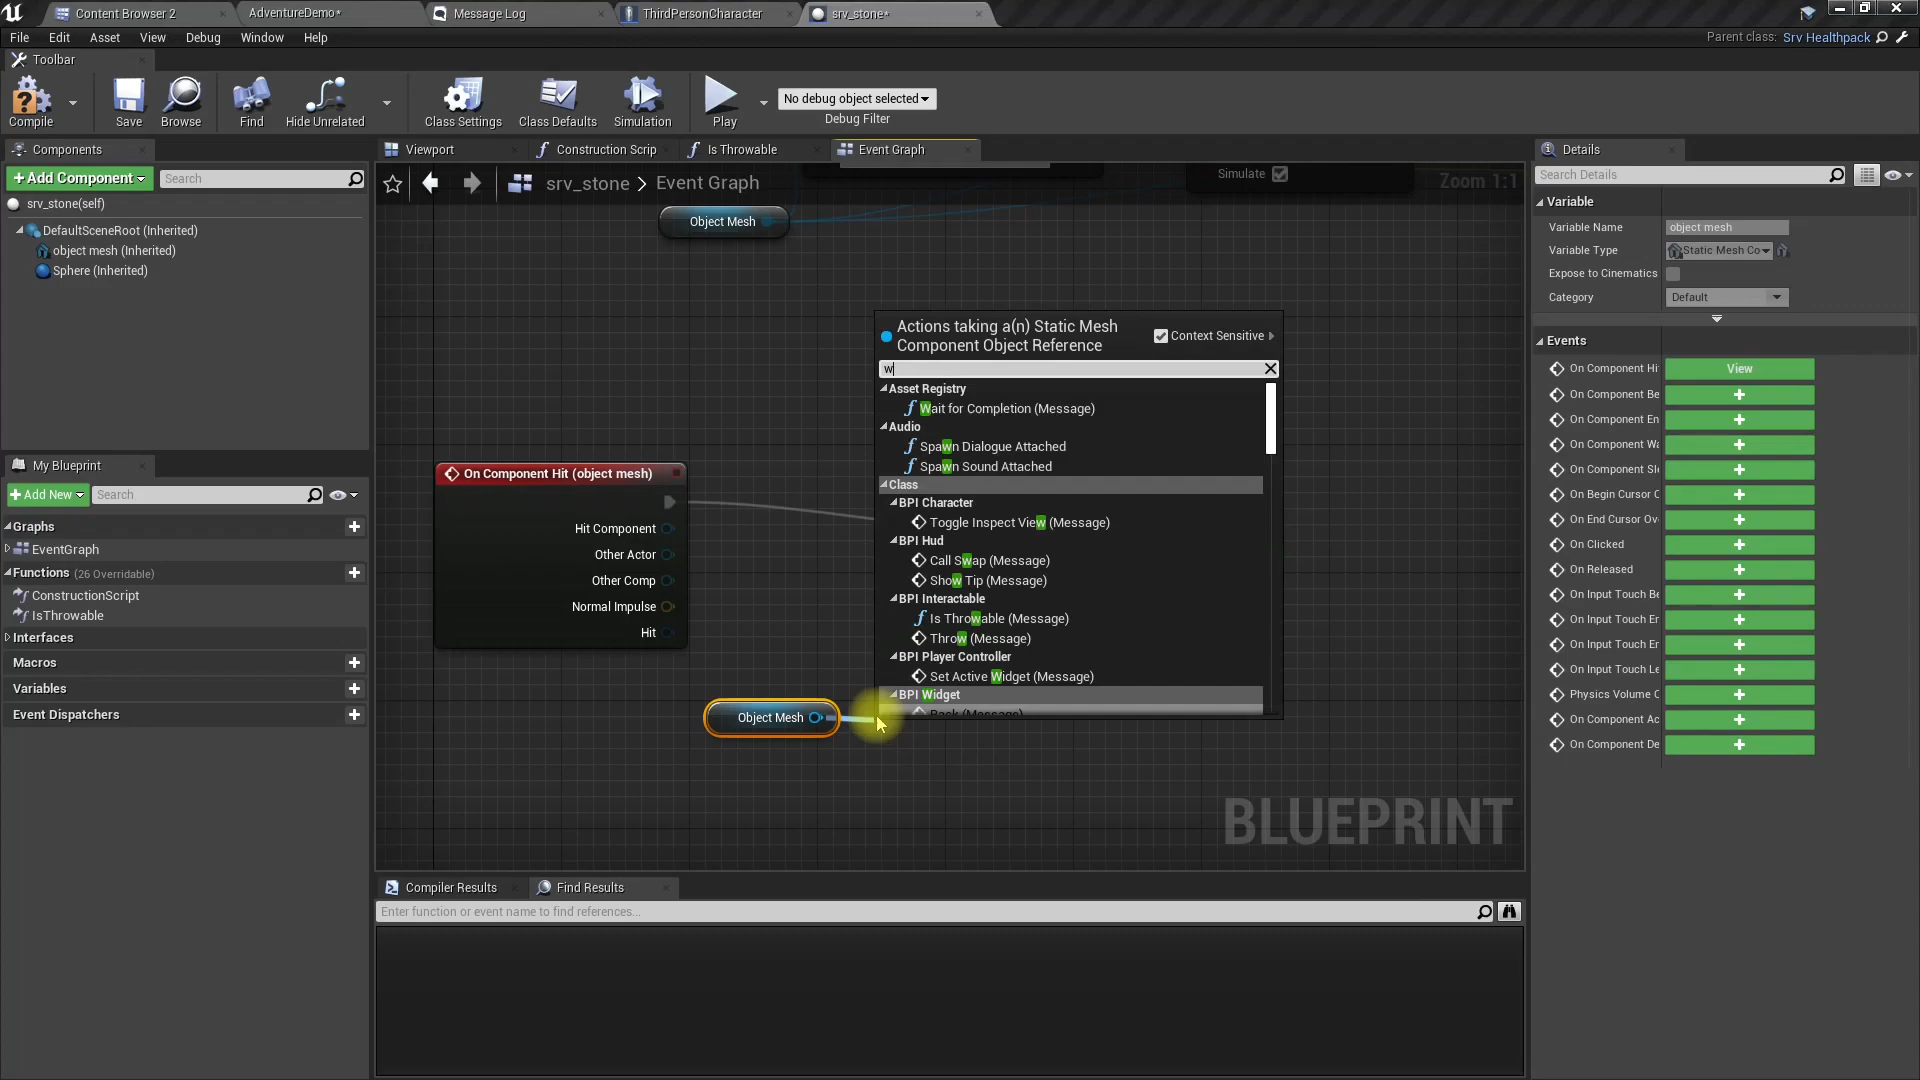 Content Browser 2
AdventureDemo*
Message Log
ThirdPersonCharacter
srv_stone*
File Edit Asset View Debug Window Help
Parent class: Srv Healthpack
Toolbar
Compile
Save
Browse
Find
Hide Unrelated
Class Settings
Class Defaults
Simulation
Play
No debug object selected
Debug Filter
Components
+Add Component
Search
srv_stone(self)
DefaultSceneRoot (Inherited)
object mesh (Inherited)
Sphere (Inherited)
My Blueprint
Add New
Search
Graphs
EventGraph
Functions (26 Overridable)
ConstructionScript
IsThrowable
Interfaces
Macros
Variables
Event Dispatchers
Viewport
Construction Scrip
Is Throwable
Event Graph
srv_stone > Event Graph
Simulate
Zoom 1:1
Object Mesh
On Component Hit (object mesh)
Hit Component
Other Actor
Other Comp
Normal Impulse
Hit
Object Mesh
Actions taking a(n) Static Mesh
Component Object Reference
Context Sensitive
w
Asset Registry
Wait for Completion (Message)
Audio
Spawn Dialogue Attached
Spawn Sound Attached
Class
BPI Character
Toggle Inspect View (Message)
BPI Hud
Call Swap (Message)
Show Tip (Message)
BPI Interactable
Is Throwable (Message)
Throw (Message)
BPI Player Controller
Set Active Widget (Message)
BPI Widget
Back (Message)
BLUEPRINT
Compiler Results
Find Results
Enter function or event name to find references...
Details
Search Details
Variable
Variable Name object mesh
Variable Type Static Mesh Co
Expose to Cinematics
Category Default
Events
On Component Hi View
On Component Be
On Component En
On Component Wa
On Component Sle
On Begin Cursor O
On End Cursor Ov
On Clicked
On Released
On Input Touch Be
On Input Touch Er
On Input Touch Er
On Input Touch Le
Physics Volume C
On Component Ac
On Component De